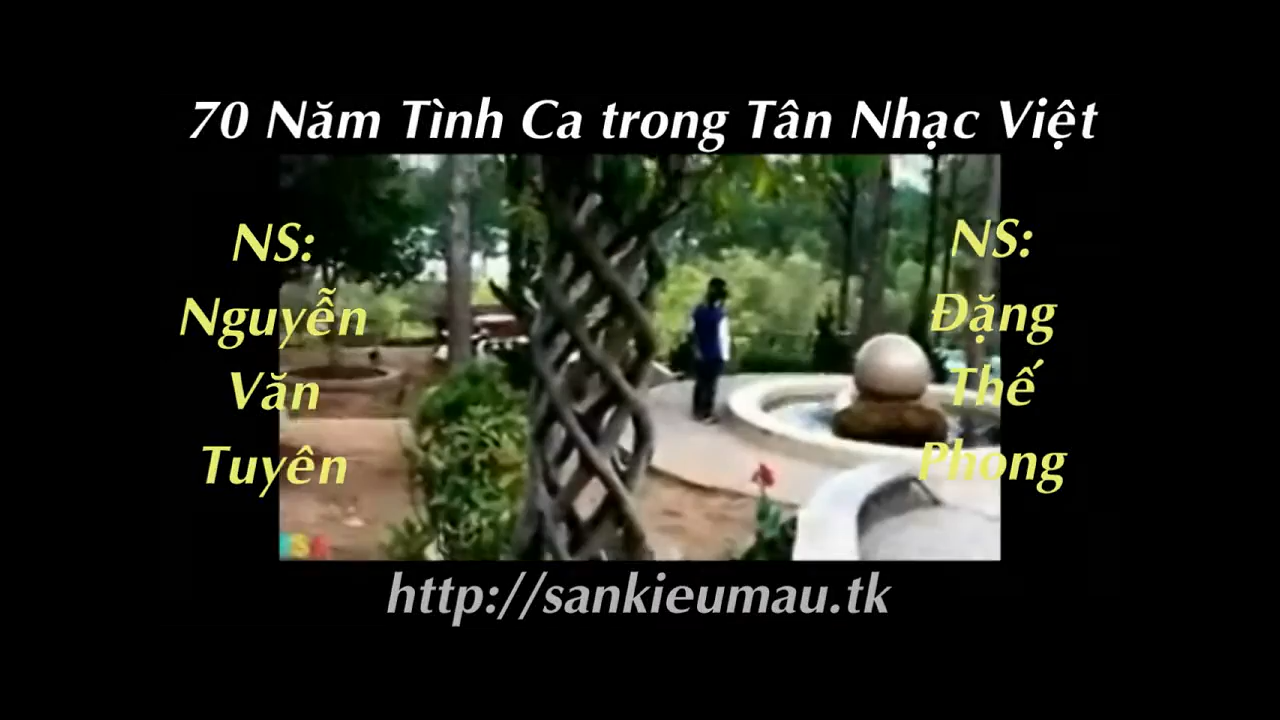 70 Năm Tình Ca trong Tân Nhạc Việt
NS:
Nguyễn
Văn
Tuyên
NS:
Đặng
Thế
Phong
http://sankieumau.tk